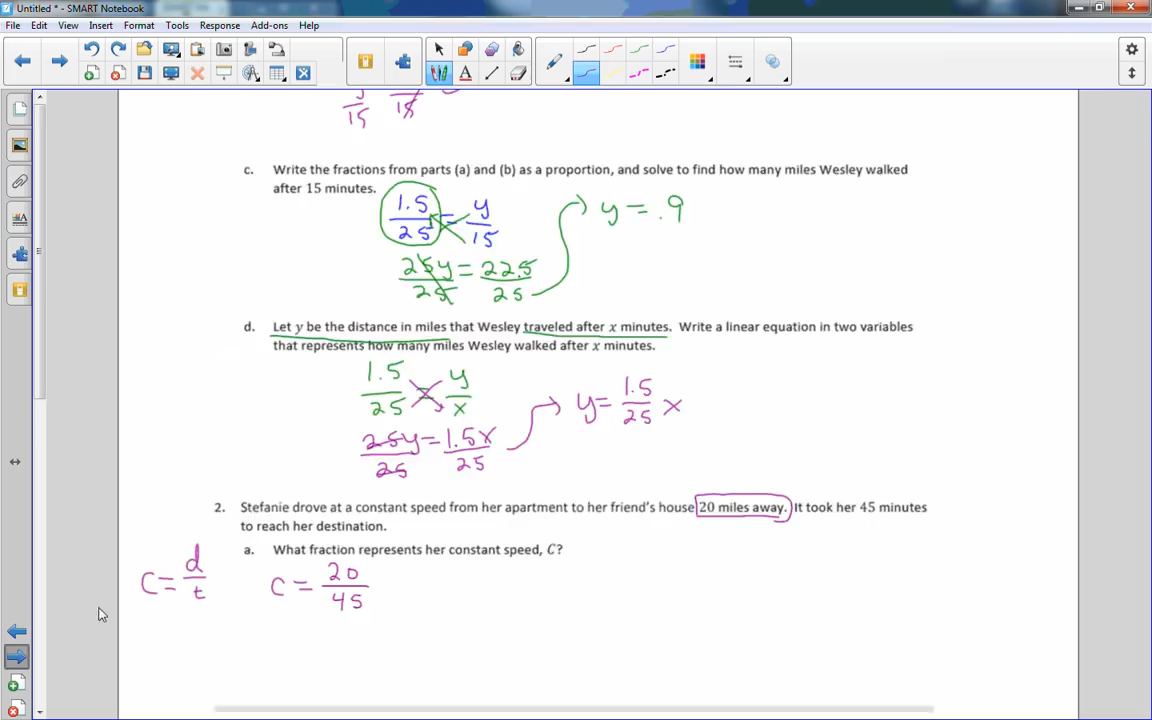 Untitled * - SMART Notebook
File Edit View Insert Format Tools Response Add-ons Help
15 15
c. Write the fractions from parts (a) and (b) as a proportion, and solve to find how many miles Wesley walked
after 15 minutes.
1.5/25 = y/15
y = .9
25y/25 = 22.5/25
d. Let y be the distance in miles that Wesley traveled after x minutes. Write a linear equation in two variables
that represents how many miles Wesley walked after x minutes.
1.5/25 = y/x
y = 1.5/25 x
25y/25 = 1.5x/25
2. Stefanie drove at a constant speed from her apartment to her friend's house 20 miles away. It took her 45 minutes
to reach her destination.
a. What fraction represents her constant speed, C?
C = d/t C = 20/45